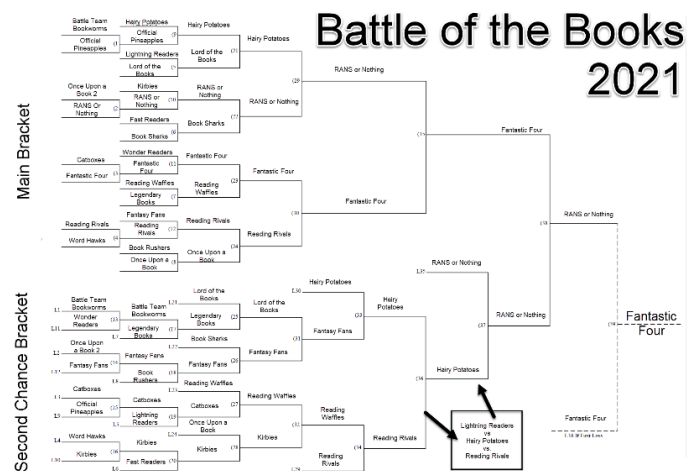 Battle of the Books
2021
Main Bracket
Battle Team
Bookworms
Official
Pineapples
Once Upon a
Book 2
RANS Or
Nothing
Catboxes
Fantastic Four
Reading Rivals
Word Hawks
Hairy Potatoes
Official
Pineapples
Lightning Readers
Lord of the
Books
Kirbies
RANS or
Nothing
Fast Readers
Book Sharks
Wonder Readers
Fantastic
Four
Reading Waffles
Legendary
Books
Fantasy Fans
Reading
Rivals
Book Rushers
Once Upon a
Book
Hairy Potatoes
Lord of the
Books
RANS or
Nothing
Book Sharks
Fantastic Four
Reading
Waffles
Reading Rivals
Once Upon a
Book
Hairy Potatoes
RANS or Nothing
Fantastic Four
Reading Rivals
RANS or Nothing
Fantastic Four
Fantastic Four
RANS or Nothing
Fantastic
Four
Second Chance Bracket
Battle Team
Bookworms
Wonder
Readers
Once Upon
a Book 2
Fantasy Fans
Catboxes
Official
Pineapples
Word Hawks
Kirbies
Battle Team
Bookworms
Legendary
Books
Fantasy Fans
Book
Rushers
Catboxes
Lightning
Readers
Kirbies
Fast Readers
Lord of the
Books
Legendary
Books
Book Sharks
Fantasy Fans
Reading Waffles
Catboxes
Once Upon a
Book
Kirbies
Lord of the
Books
Fantasy Fans
Reading Waffles
Kirbies
Hairy Potatoes
Fantasy Fans
Reading
Waffles
Reading
Rivals
Hairy
Potatoes
Reading Rivals
RANS or Nothing
Hairy Potatoes
RANS or Nothing
Fantastic Four
Lightning Readers
vs
Hairy Potatoes
vs.
Reading Rivals